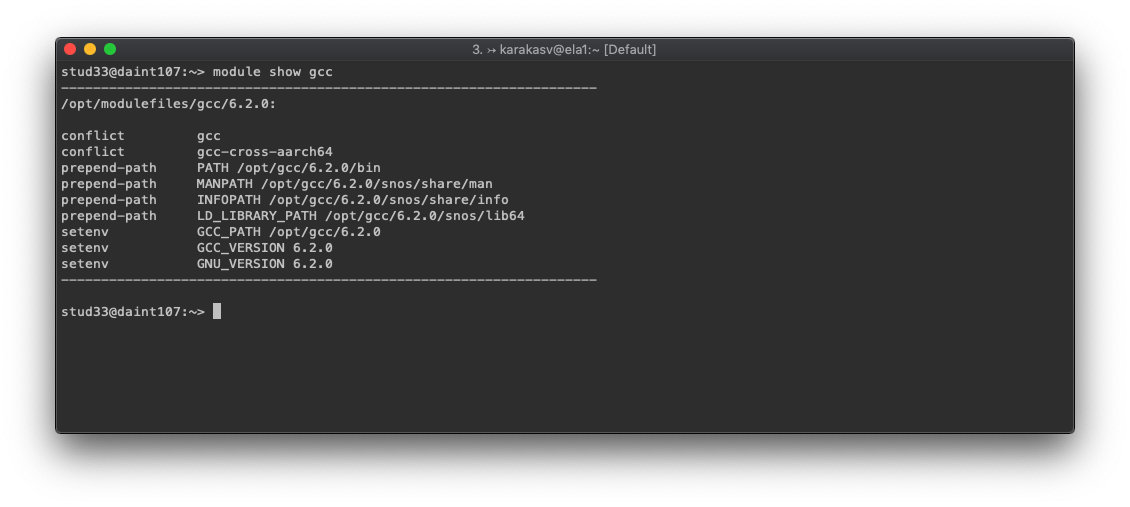 3. ↣ karakasv@ela1:~ [Default]
stud33@daint107:~> module show gcc
-------------------------------------------------------------------
/opt/modulefiles/gcc/6.2.0:
conflict         gcc
conflict         gcc-cross-aarch64
prepend-path     PATH /opt/gcc/6.2.0/bin
prepend-path     MANPATH /opt/gcc/6.2.0/snos/share/man
prepend-path     INFOPATH /opt/gcc/6.2.0/snos/share/info
prepend-path     LD_LIBRARY_PATH /opt/gcc/6.2.0/snos/lib64
setenv           GCC_PATH /opt/gcc/6.2.0
setenv           GCC_VERSION 6.2.0
setenv           GNU_VERSION 6.2.0
-------------------------------------------------------------------
stud33@daint107:~>